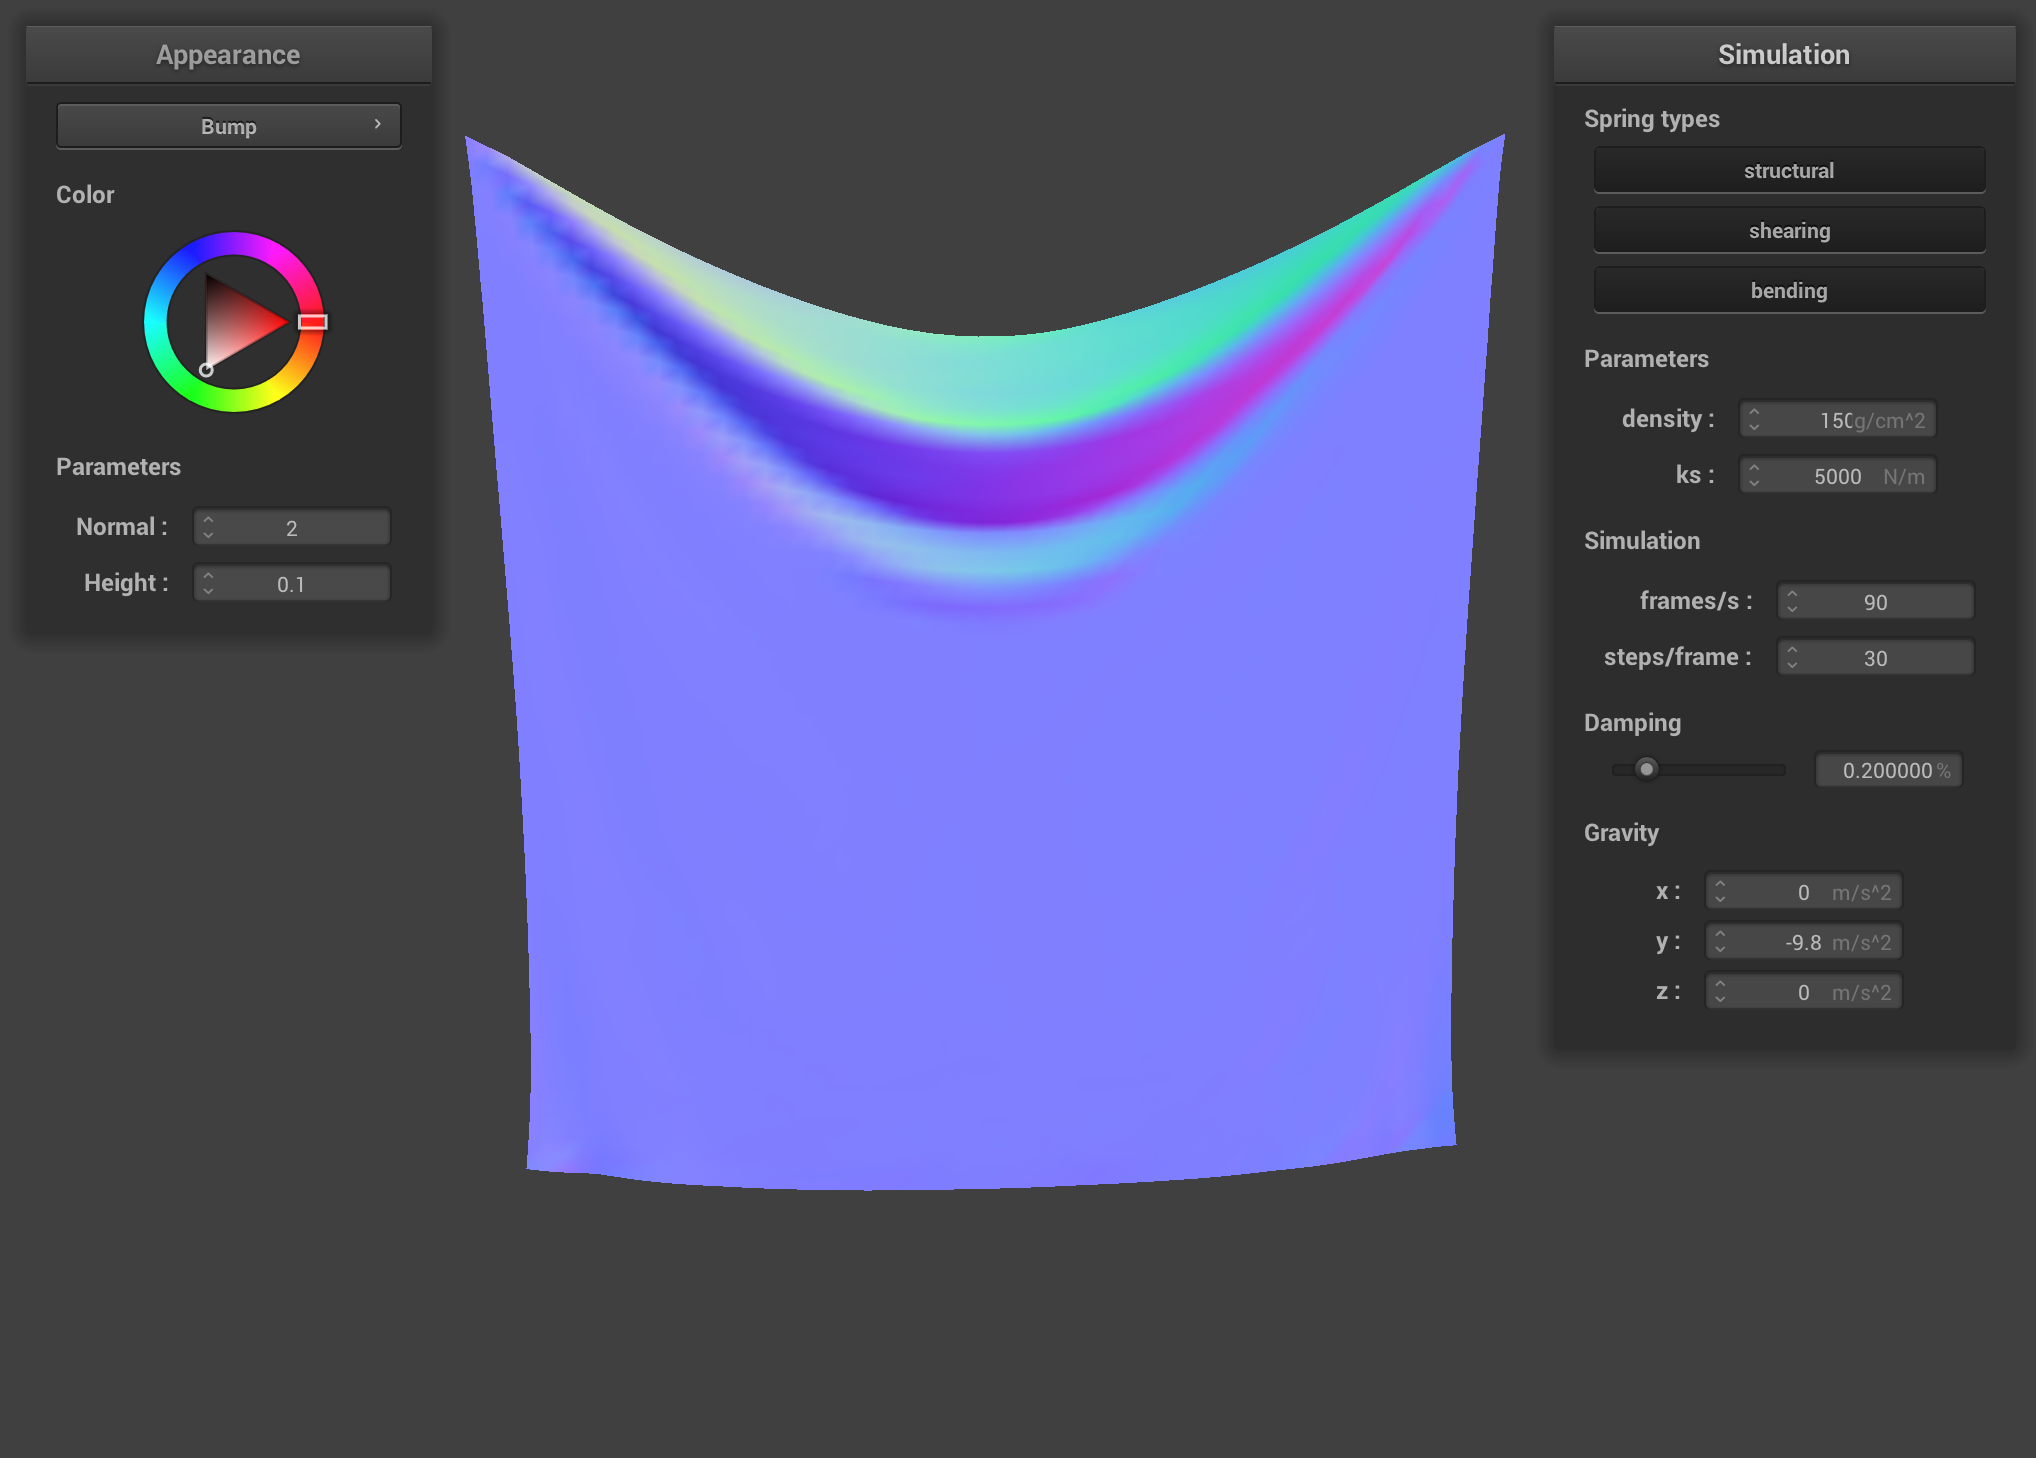 Appearance
Bump
Color
Parameters
Normal : 2
Height : 0.1
Simulation
Spring types
structural
shearing
bending
Parameters
density : 150 g/cm^2
ks : 5000 N/m
Simulation
frames/s : 90
steps/frame : 30
Damping
0.200000 %
Gravity
x : 0 m/s^2
y : -9.8 m/s^2
z : 0 m/s^2